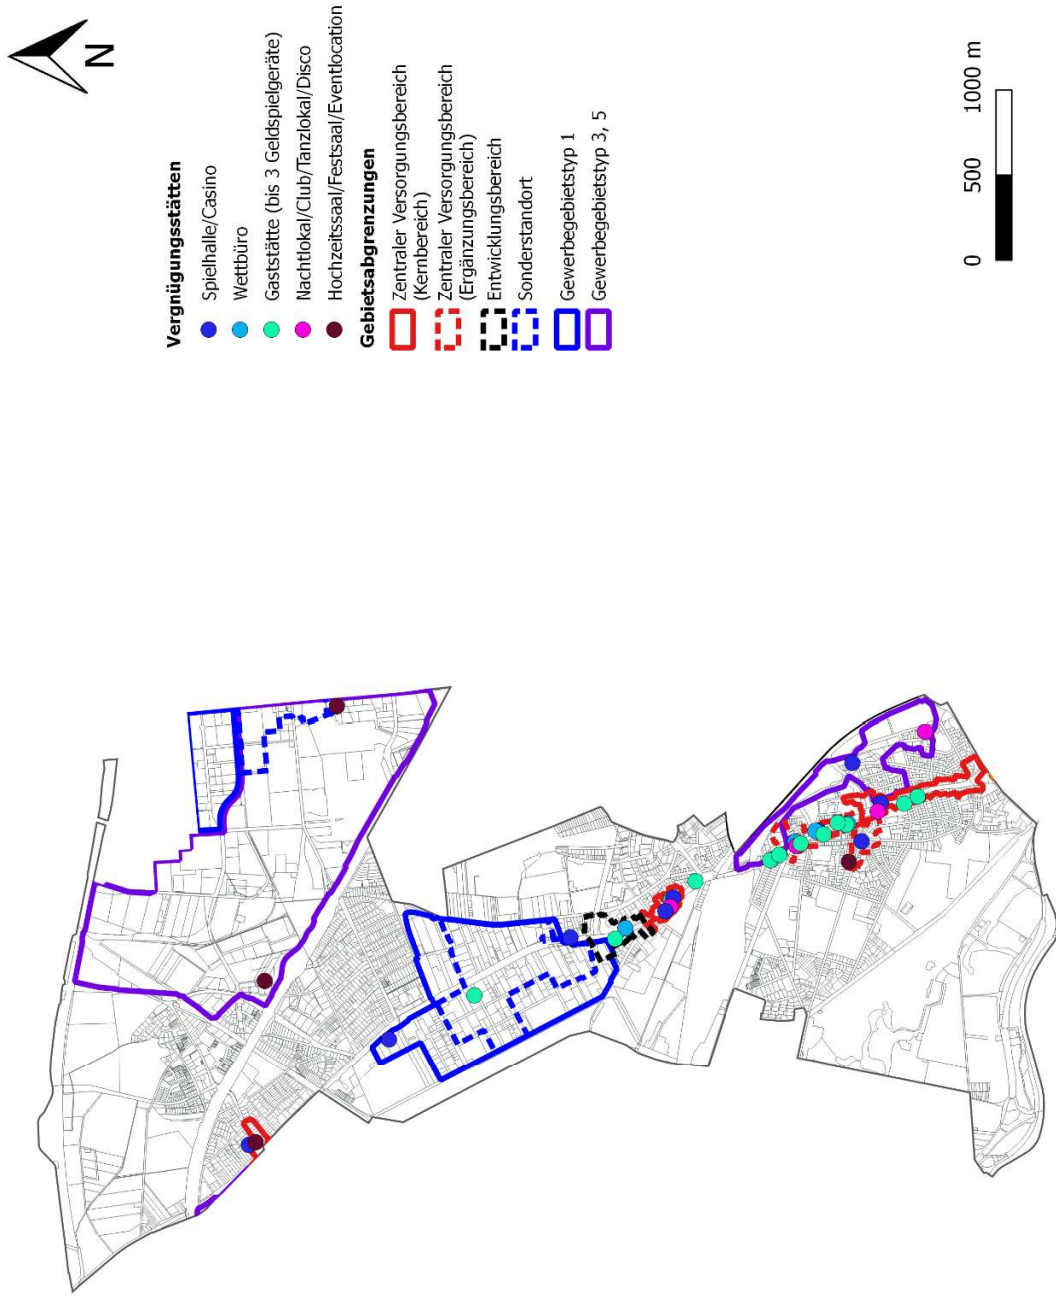 N
Vergnügungsstätten
Spielhalle/Casino
Wettbüro
Gaststätte (bis 3 Geldspielgeräte)
Nachtlokal/Club/Tanzlokal/Disco
Hochzeitssaal/Festsaal/Eventlocation
Gebietsabgrenzungen
Zentraler Versorgungsbereich
(Kernbereich)
Zentraler Versorgungsbereich
(Ergänzungsbereich)
Entwicklungsbereich
Sonderstandort
Gewerbegebietstyp 1
Gewerbegebietstyp 3, 5
0 500 1000 m